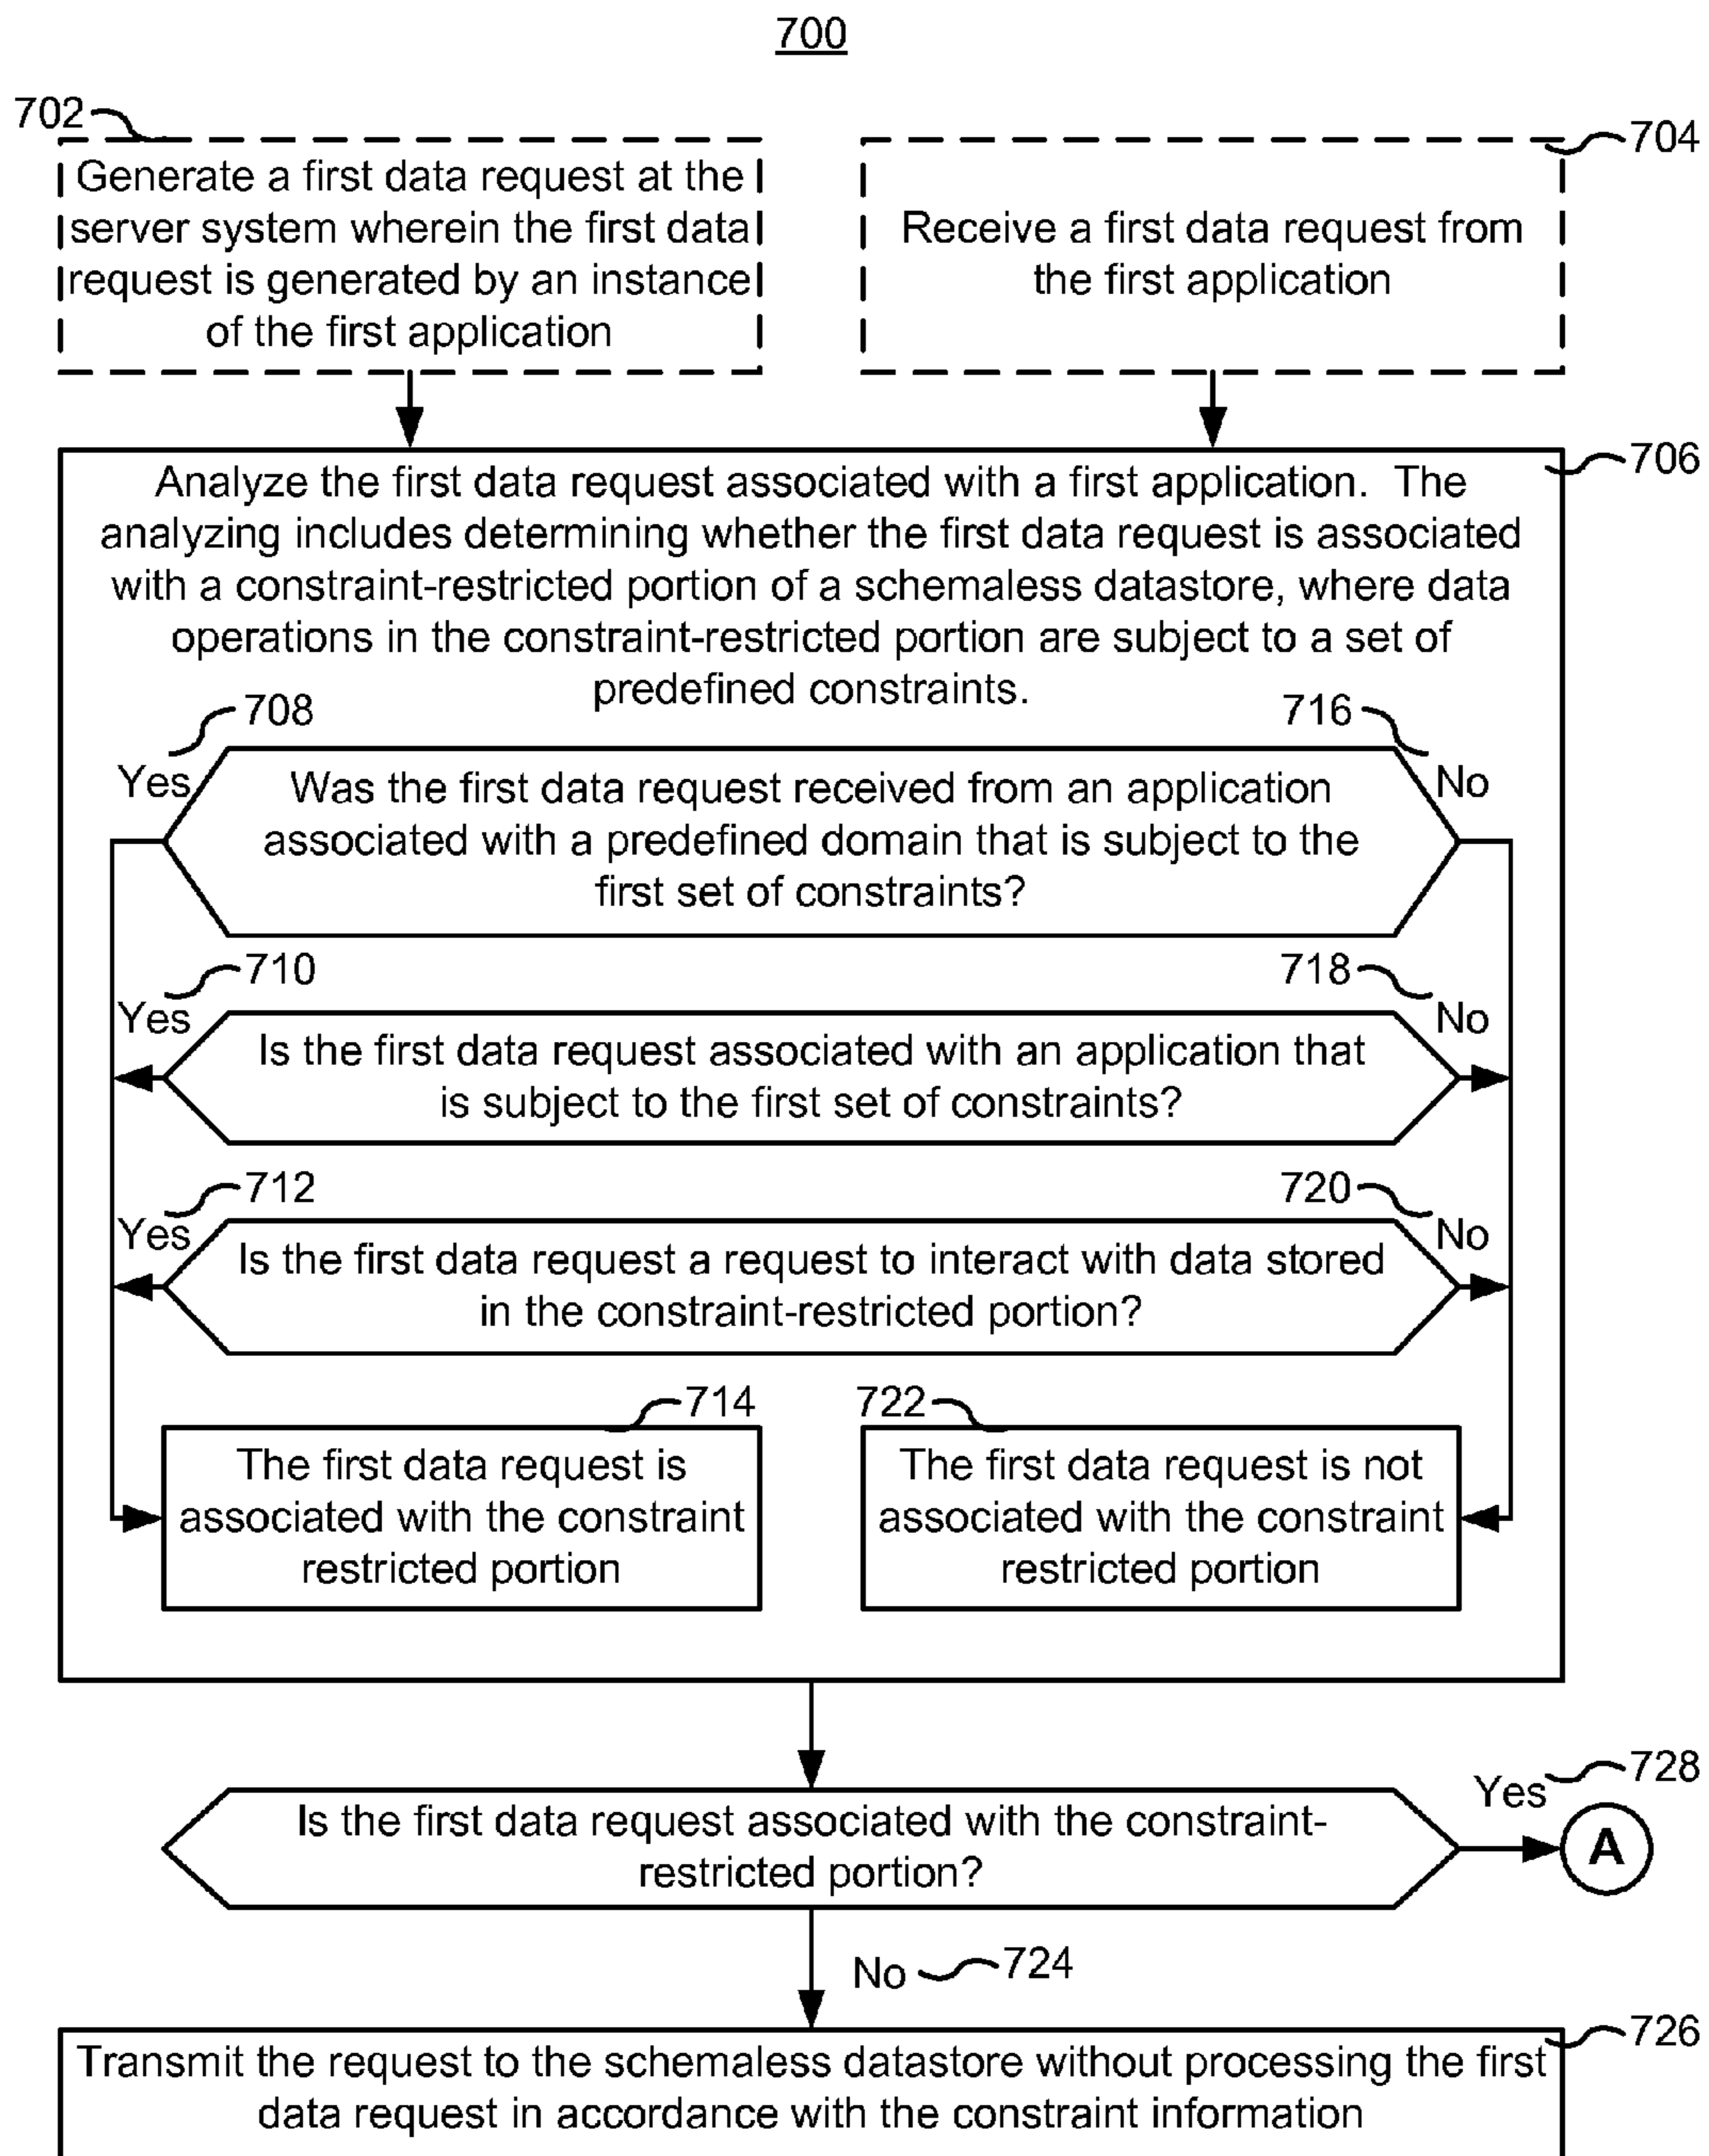 700
702
704
Generate a first data request at the
server system wherein the first data
request is generated by an instance
of the first application
Receive a first data request from
the first application
706
Analyze the first data request associated with a first application. The
analyzing includes determining whether the first data request is associated
with a constraint-restricted portion of a schemaless datastore, where data
operations in the constraint-restricted portion are subject to a set of
predefined constraints.
708
716
Yes
No
Was the first data request received from an application
associated with a predefined domain that is subject to the
first set of constraints?
710
718
Yes
No
Is the first data request associated with an application that
is subject to the first set of constraints?
712
720
Yes
No
Is the first data request a request to interact with data stored
in the constraint-restricted portion?
714
722
The first data request is
associated with the constraint
restricted portion
The first data request is not
associated with the constraint
restricted portion
728
Yes
Is the first data request associated with the constraint-
restricted portion?
A
No
724
726
Transmit the request to the schemaless datastore without processing the first
data request in accordance with the constraint information